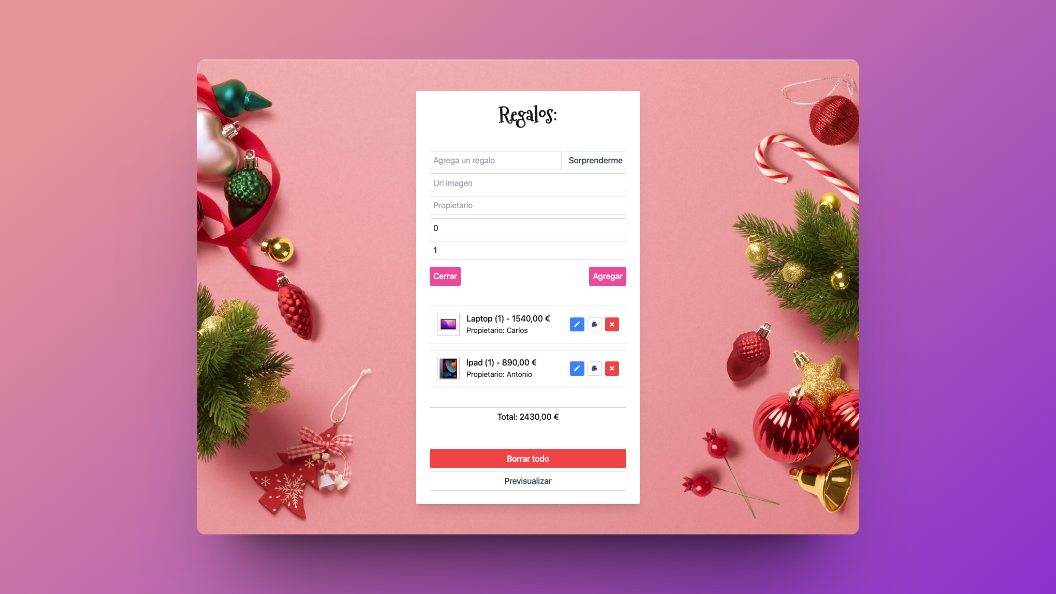 Regalos:
Agrega un regalo Sorprenderme
Url imagen
Propietario
0
1
Cerrar Agregar
Laptop (1) - 1540,00 €
Propietario: Carlos
Ipad (1) - 890,00 €
Propietario: Antonio
Total: 2430,00 €
Borrar todo
Previsualizar